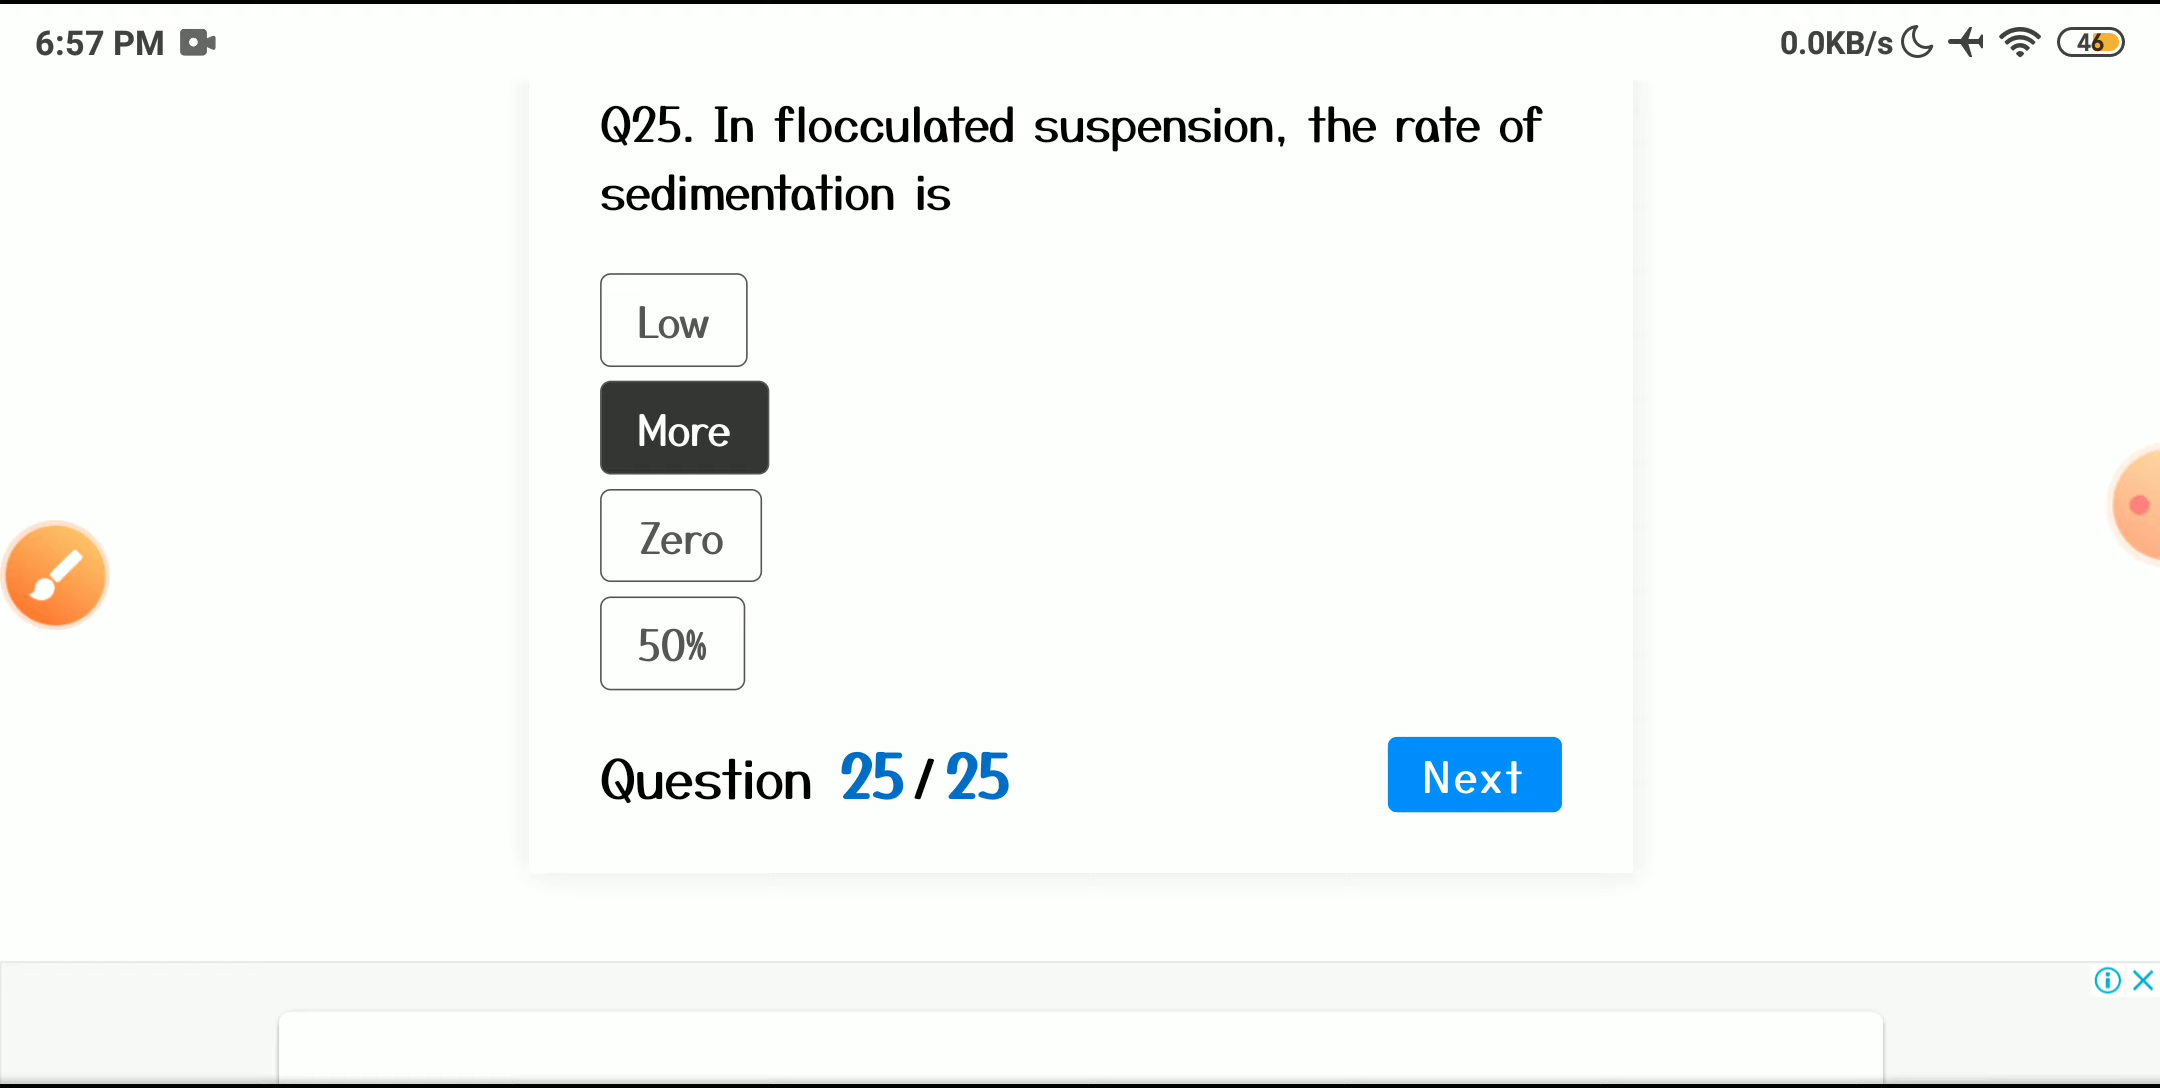 6:57 PM
0.0KB/s
46
Q25. In flocculated suspension, the rate of
sedimentation is
Low
More
Zero
50%
Question 25/25
Next